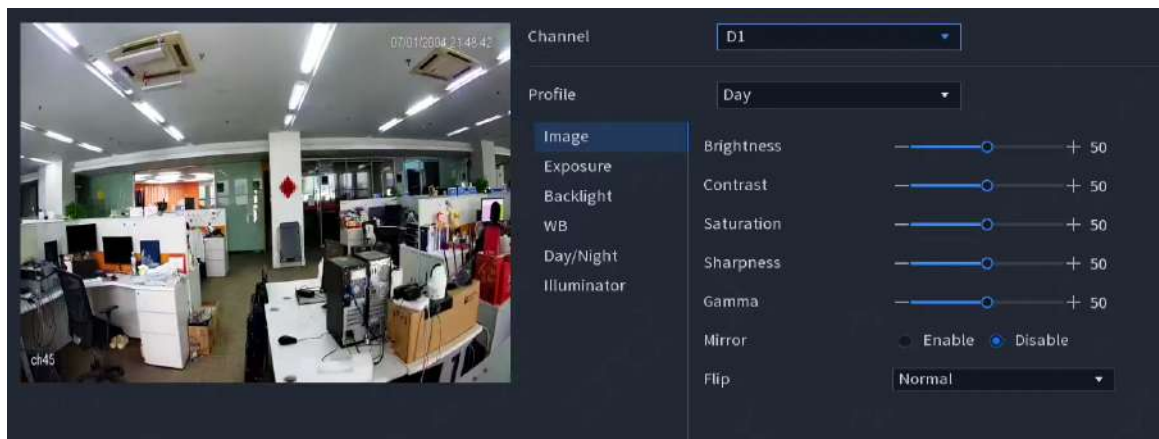 07/01/2004 21:48:42
ch45
Channel
D1
Profile
Day
Image
Exposure
Backlight
WB
Day/Night
Illuminator
Brightness
50
Contrast
50
Saturation
50
Sharpness
50
Gamma
50
Mirror
Enable
Disable
Flip
Normal